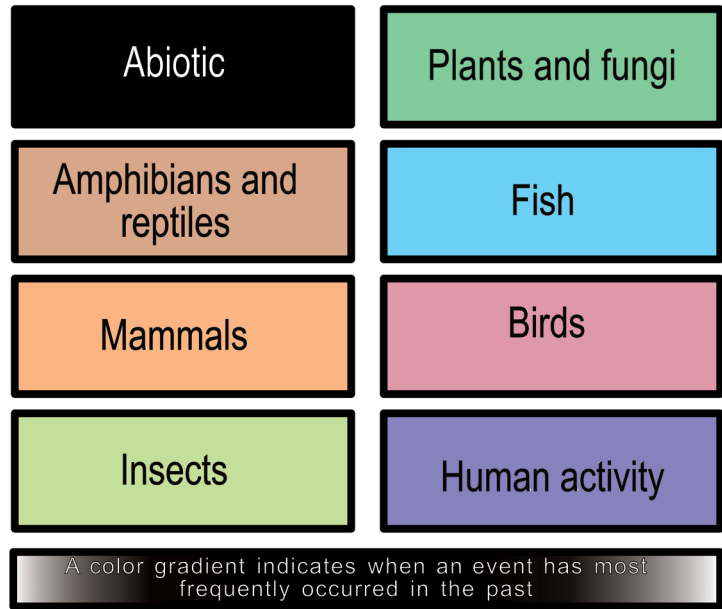 Abiotic
Plants and fungi
Amphibians and
reptiles
Fish
Mammals
Birds
Insects
Human activity
A color gradient indicates when an event has most
frequently occurred in the past